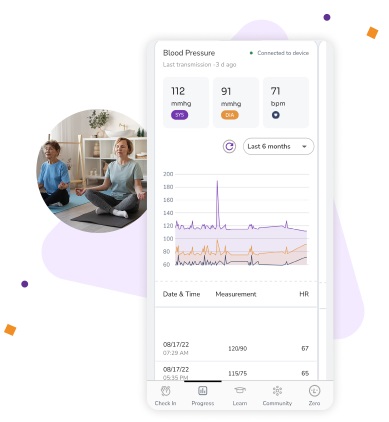 Blood Pressure
Connected to device
Last transmission -3 d ago
112
91
71
mmhg
mmhg
bpm
SYS
DIA
Last 6 months
200
180
160
140
120
100
80
60
Date & Time Measurement HR
08/17/22
07:29 AM
120/90
67
08/17/22
05:35 PM
115/75
65
Check In Progress Learn Community Zero